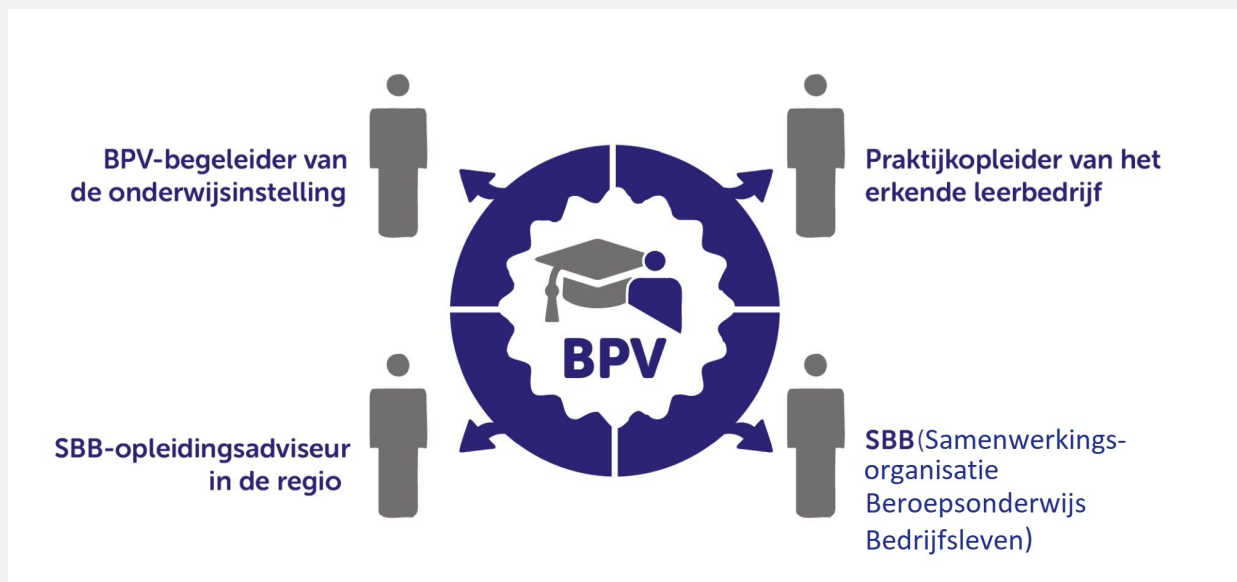 BPV-begeleider van
de onderwijsinstelling
Praktijkopleider van het
erkende leerbedrijf
BPV
SBB-opleidingsadviseur
in de regio
SBB(Samenwerkings-
organisatie
Beroepsonderwijs
Bedrijfsleven)